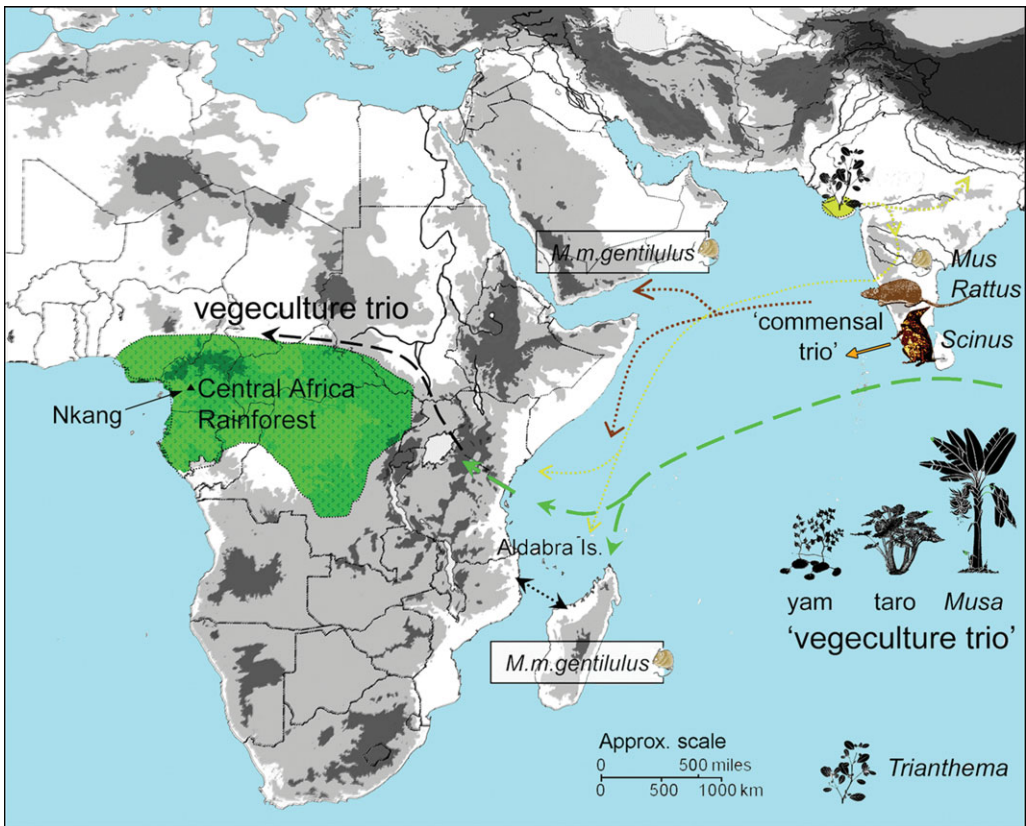 M.m.gentilulus
Mus
Rattus
'commensal
trio'
Scinus
vegeculture trio
Central Africa
Rainforest
Nkang
Aldabra Is.
yam
taro
Musa
'vegeculture trio'
M.m.gentilulus
Approx. scale
0 500 miles
0 500 1000 km
Trianthema